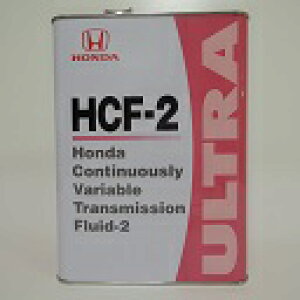 HONDA
HCF-2
Honda
Continuously
Variable
Transmission
Fluid-2
ULTRA